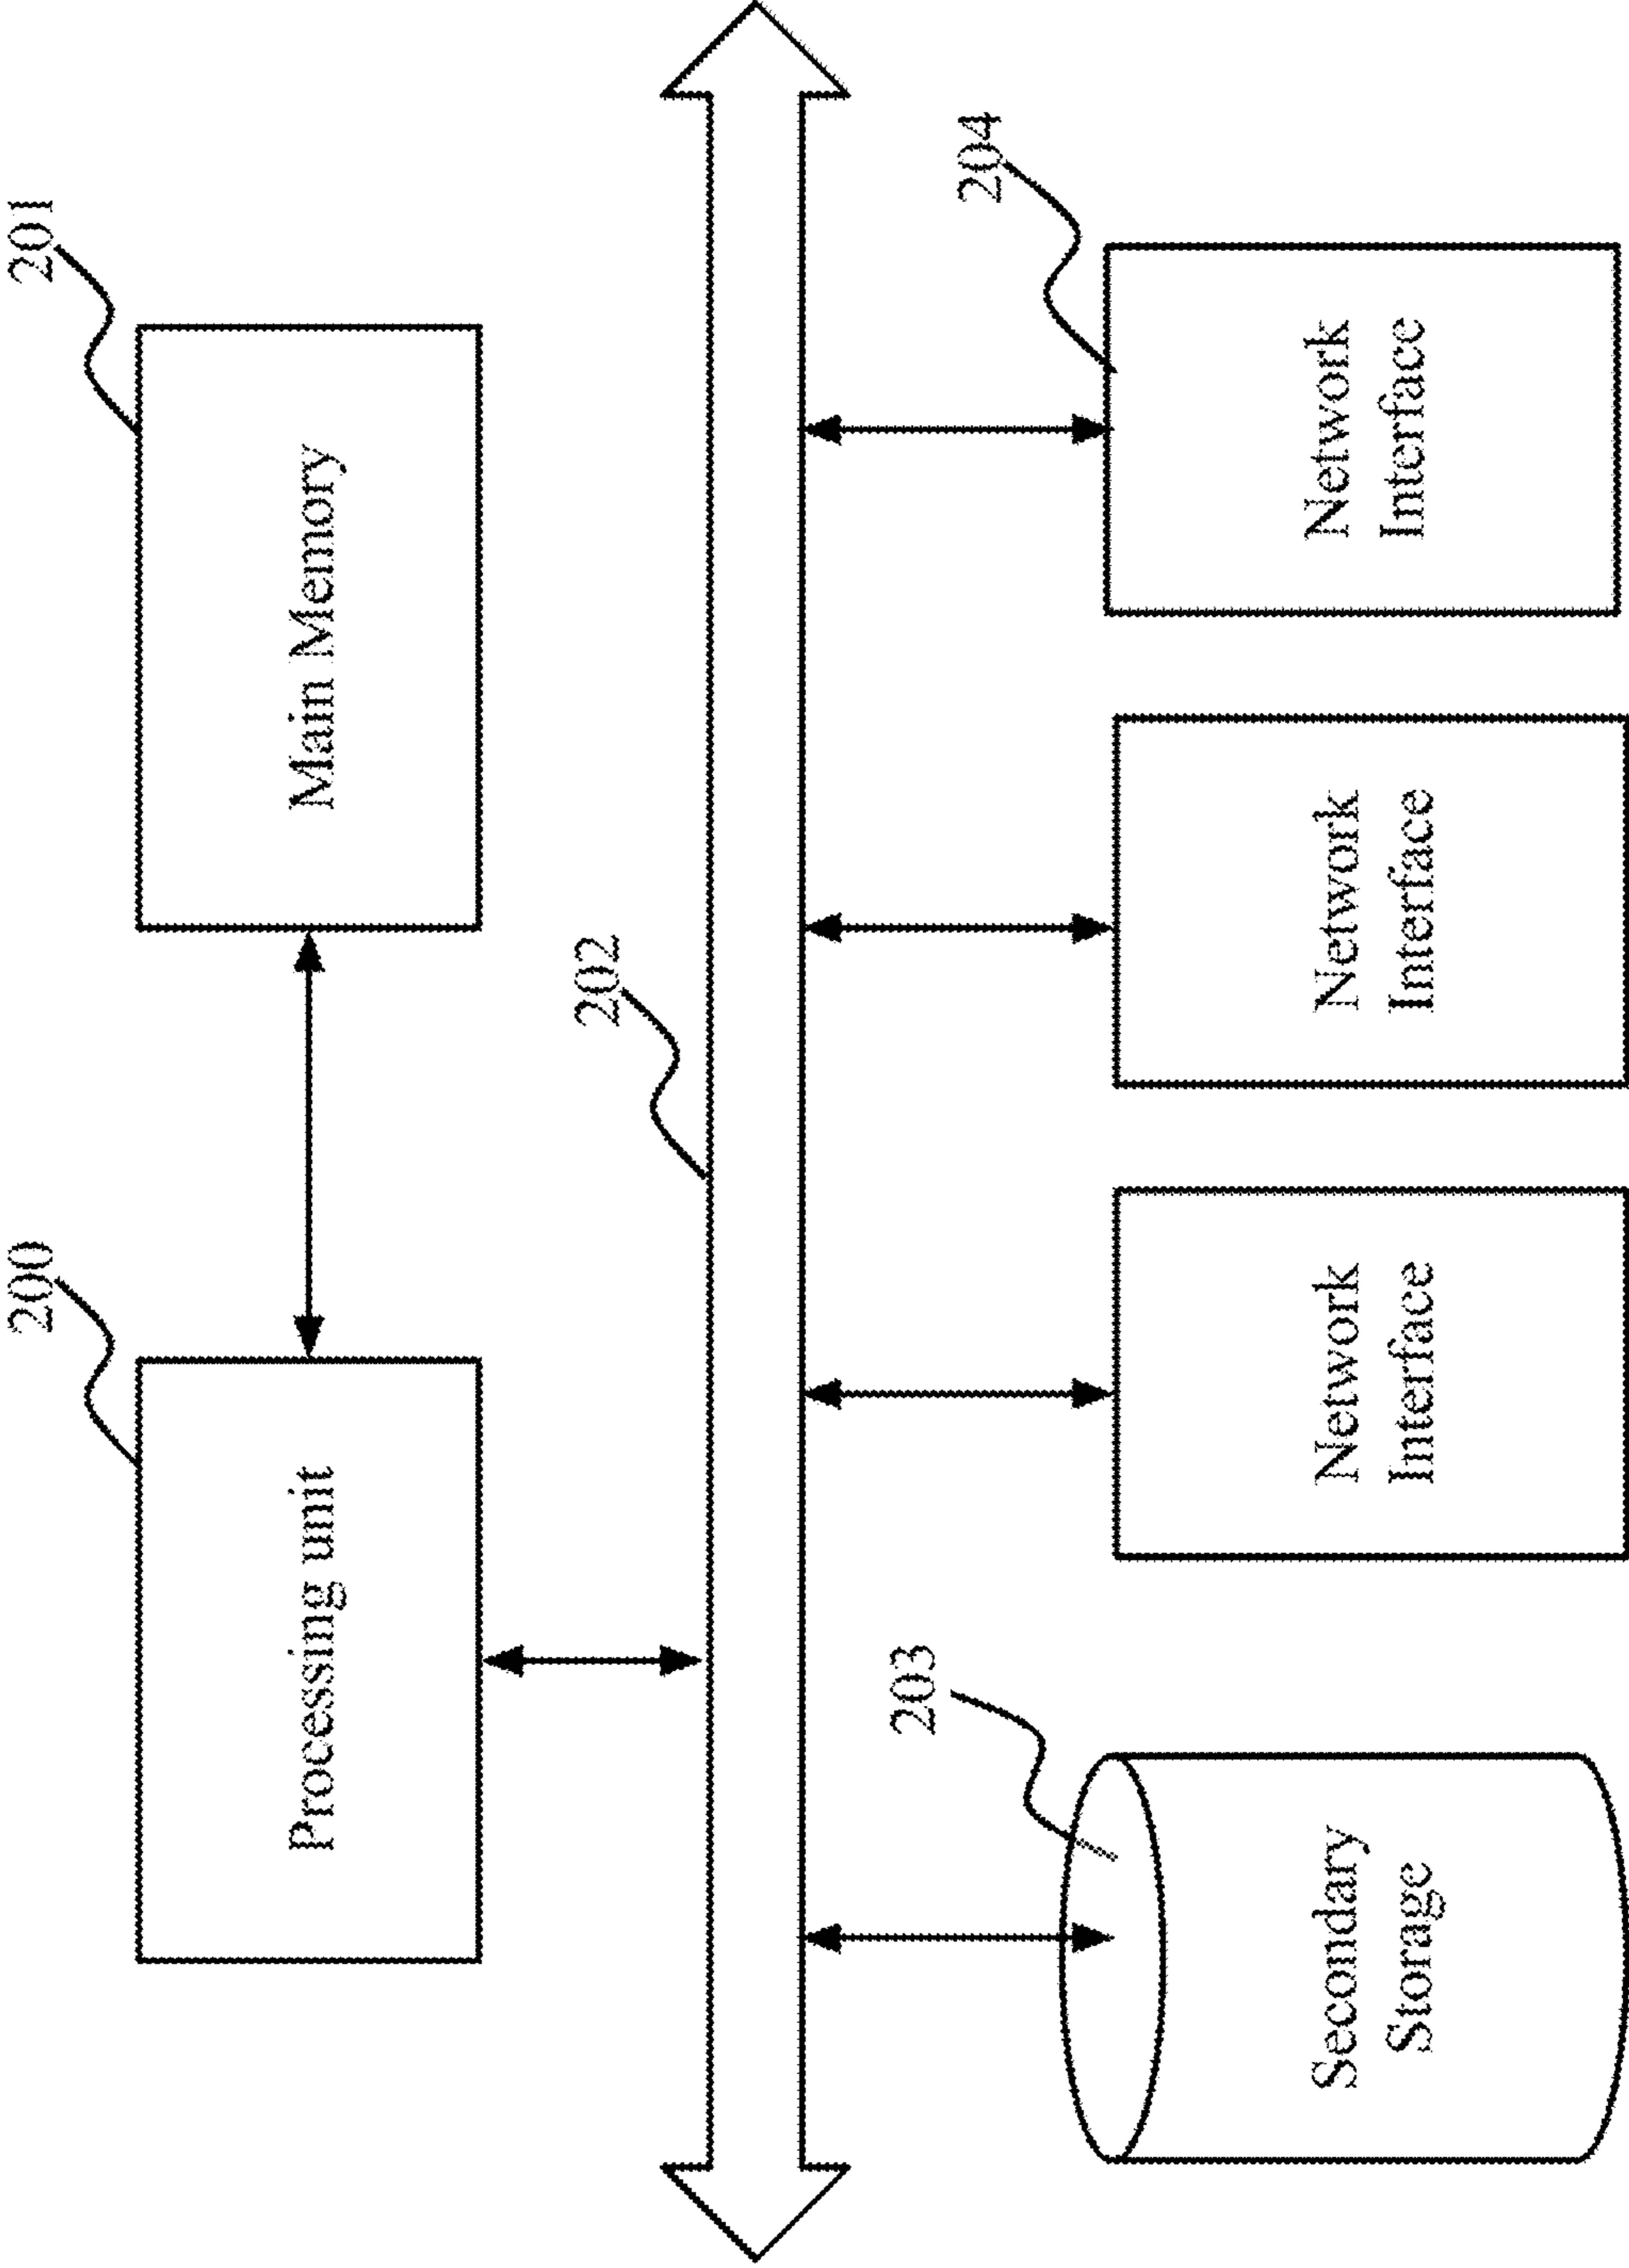 200
201
Processing unit
Main Memory
202
203
204
Secondary
Storage
Network
Interface
Network
Interface
Network
Interface